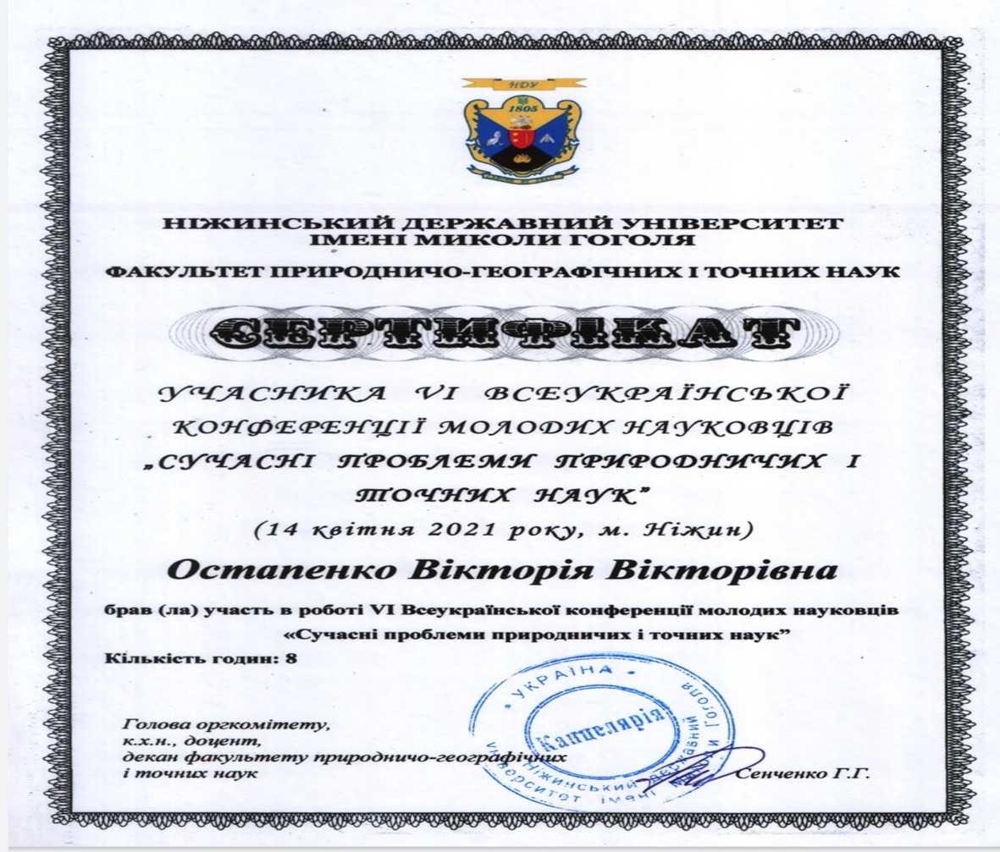 НДУ
1805
НІЖИНСЬКИЙ ДЕРЖАВНИЙ УНІВЕРСИТЕТ
ІМЕНІ МИКОЛИ ГОГОЛЯ
ФАКУЛЬТЕТ ПРИРОДНИЧО-ГЕОГРАФІЧНИХ І ТОЧНИХ НАУК
СЕРТИФІКАТ
УЧАСНИКА VI ВСЕУКРАЇНСЬКОЇ
КОНФЕРЕНЦІЇ МОЛОДИХ НАУКОВЦІВ
„СУЧАСНІ ПРОБЛЕМИ ПРИРОДНИЧИХ І
ТОЧНИХ НАУК”
(14 квітня 2021 року, м. Ніжин)
Остапенко Вікторія Вікторівна
брав (ла) участь в роботі VI Всеукраїнської конференції молодих науковців
«Сучасні проблеми природничих і точних наук”
Кількість годин: 8
Голова оргкомітету,
к.х.н., доцент,
декан факультету природничо-географічних
і точних наук
Сенченко Г.Г.
* УКРАЇНА *
Ніжинський державний
університет імені Миколи Гоголя
Канцелярія